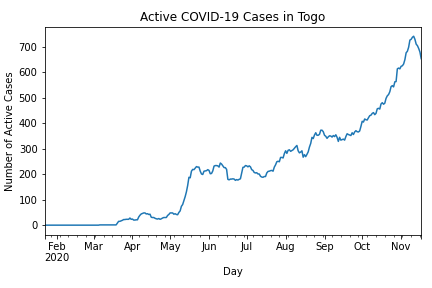 Active COVID-19 Cases in Togo
Number of Active Cases
700
600
500
400
300
200
100
0
Feb Mar Apr May Jun Jul Aug Sep Oct Nov
2020
Day